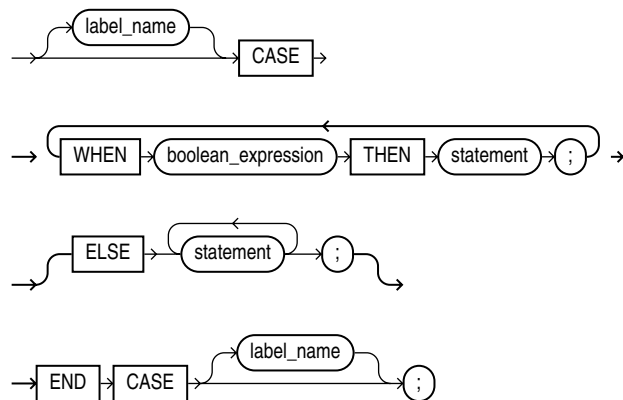 label_name
CASE
WHEN boolean_expression THEN statement ;
ELSE statement ;
label_name
END CASE ;